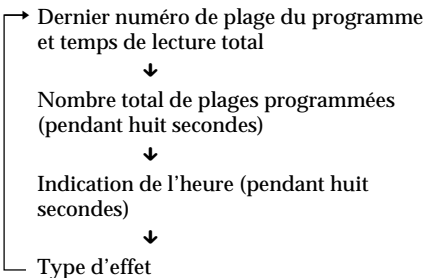 Dernier numéro de plage du programme
et temps de lecture total
Nombre total de plages programmées
(pendant huit secondes)
Indication de l'heure (pendant huit
secondes)
Type d'effet